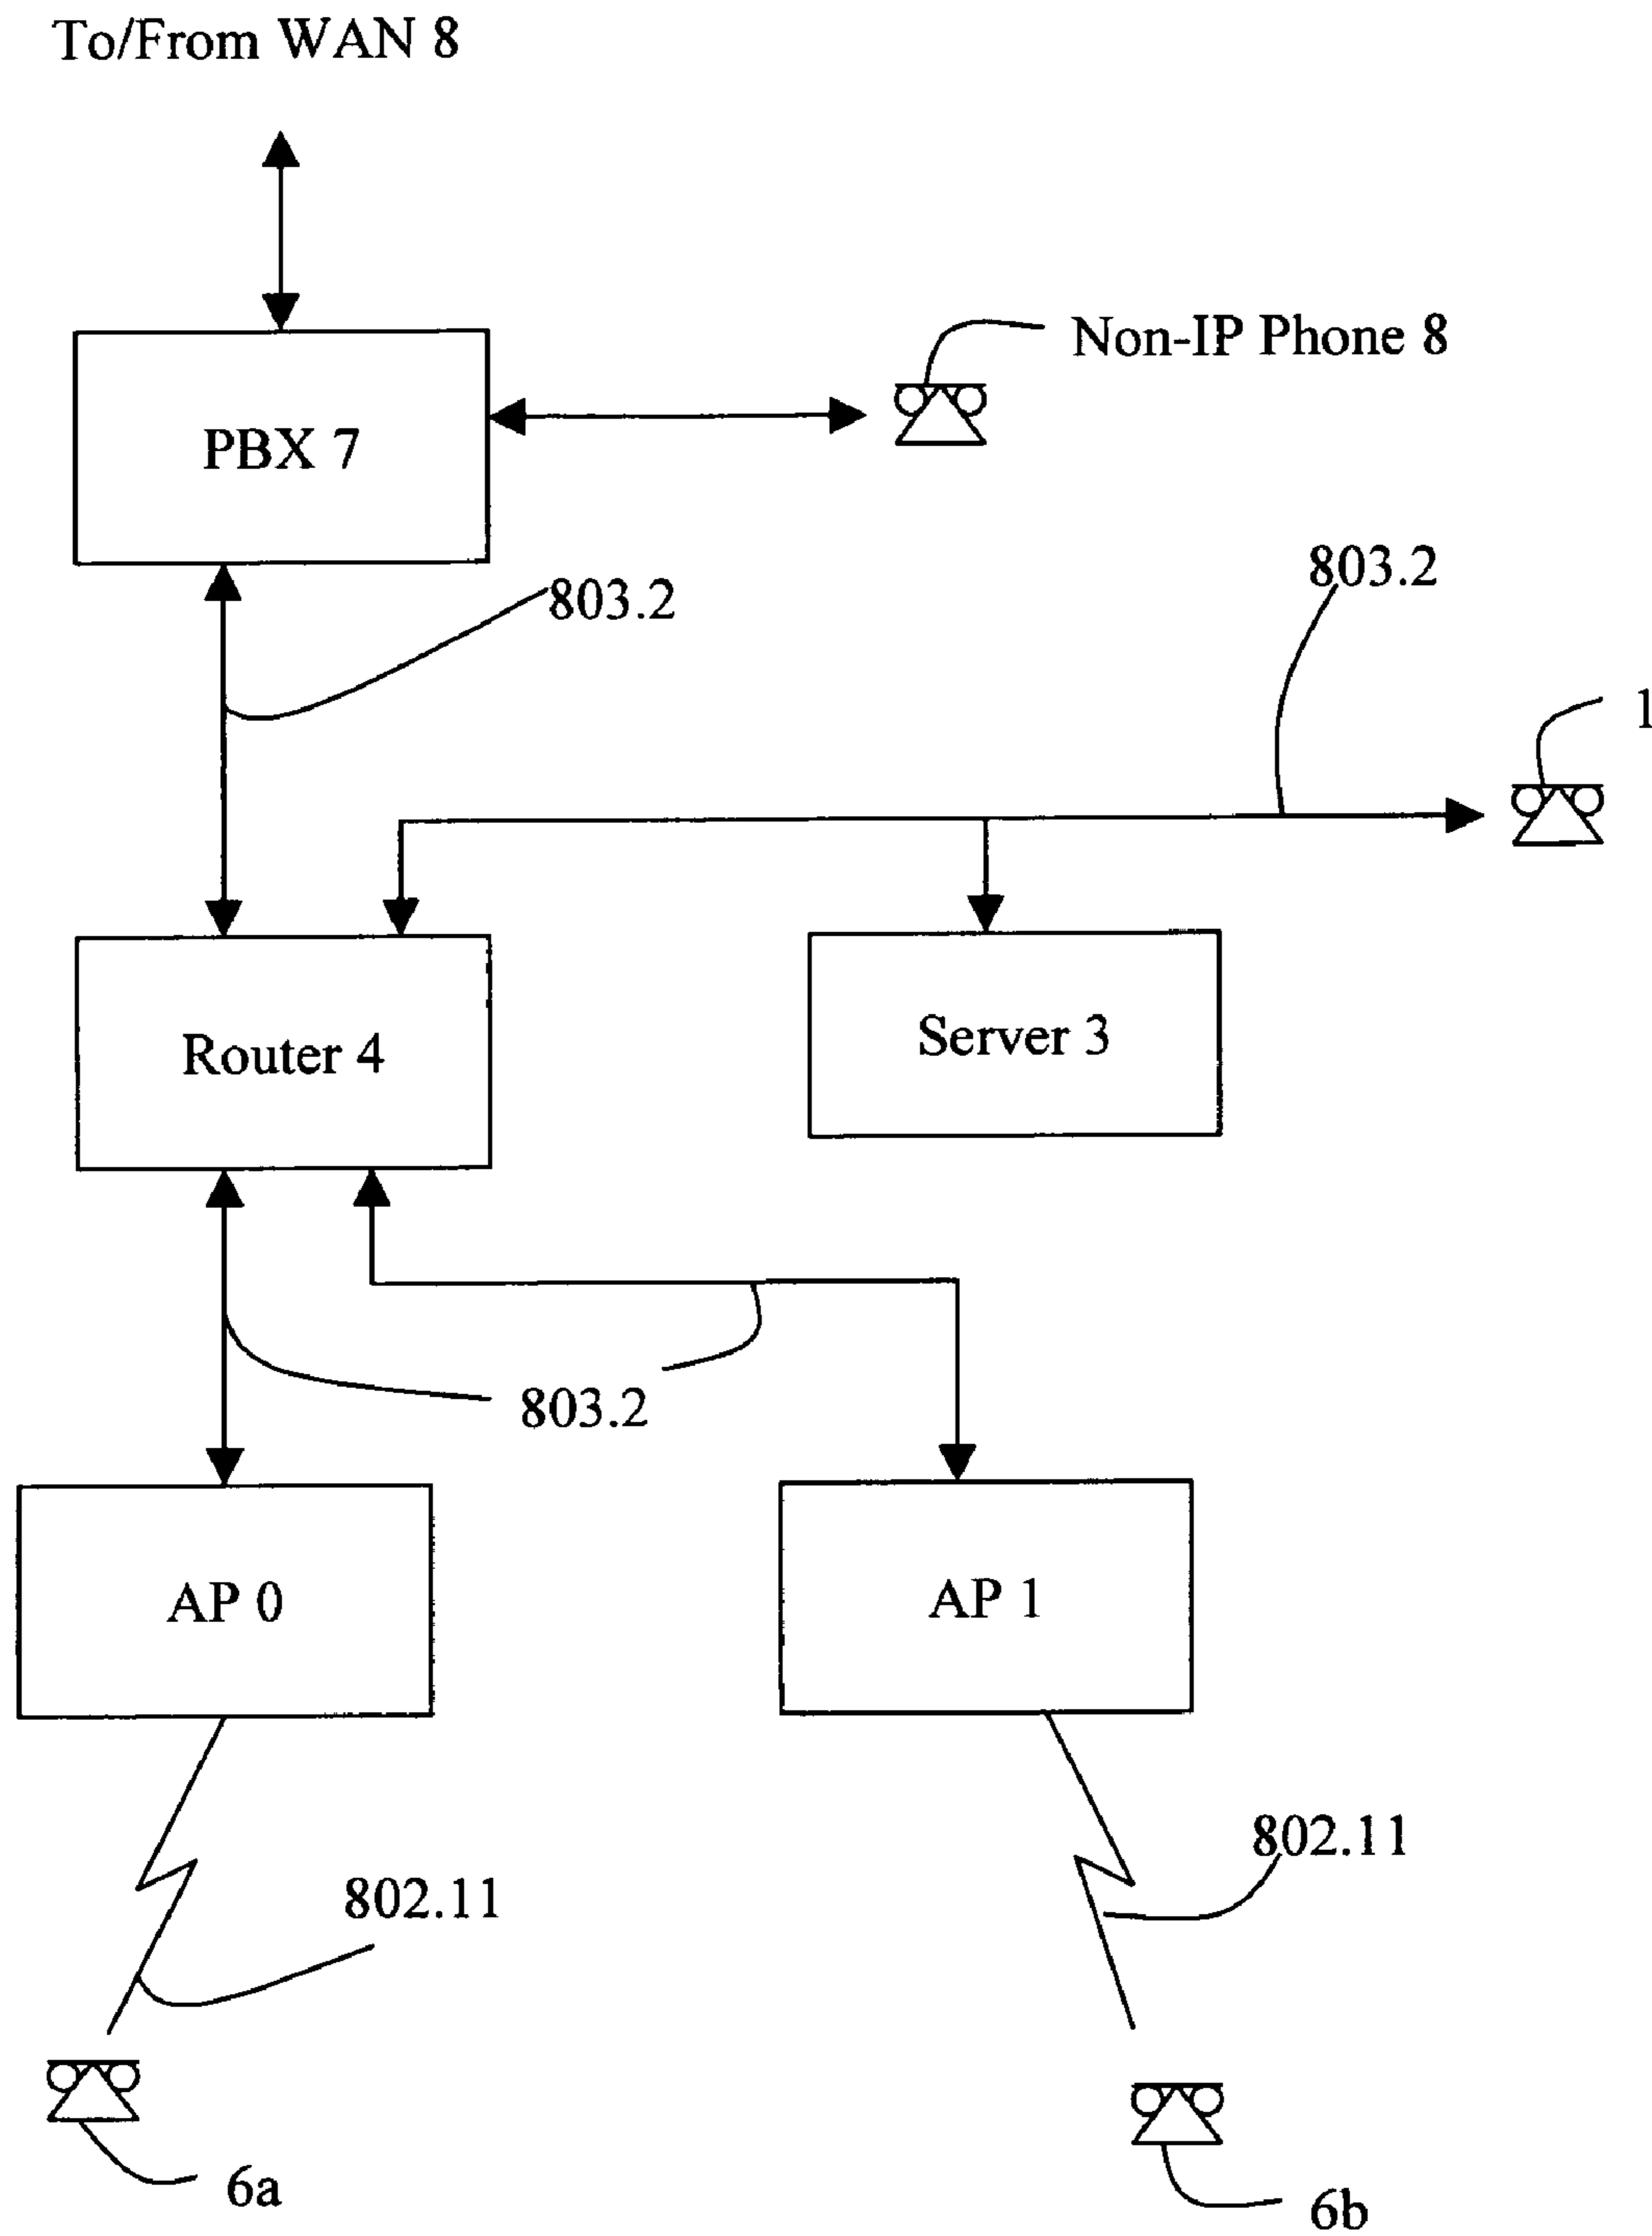 To/From WAN 8
Non-IP Phone 8
PBX 7
803.2
803.2
1
Router 4
Server 3
803.2
AP 0
AP 1
802.11
802.11
6a
6b